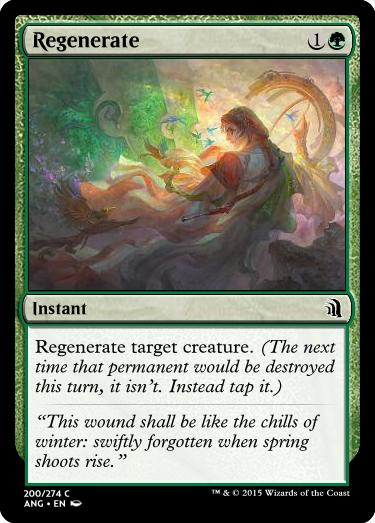 Regenerate 1
Instant
Regenerate target creature. (The next
time that permanent would be destroyed
this turn, it isn't. Instead tap it.)
“This wound shall be like the chills of
winter: swiftly forgotten when spring
shoots rise.”
200/274 C
ANG • EN ™ & © 2015 Wizards of the Coast